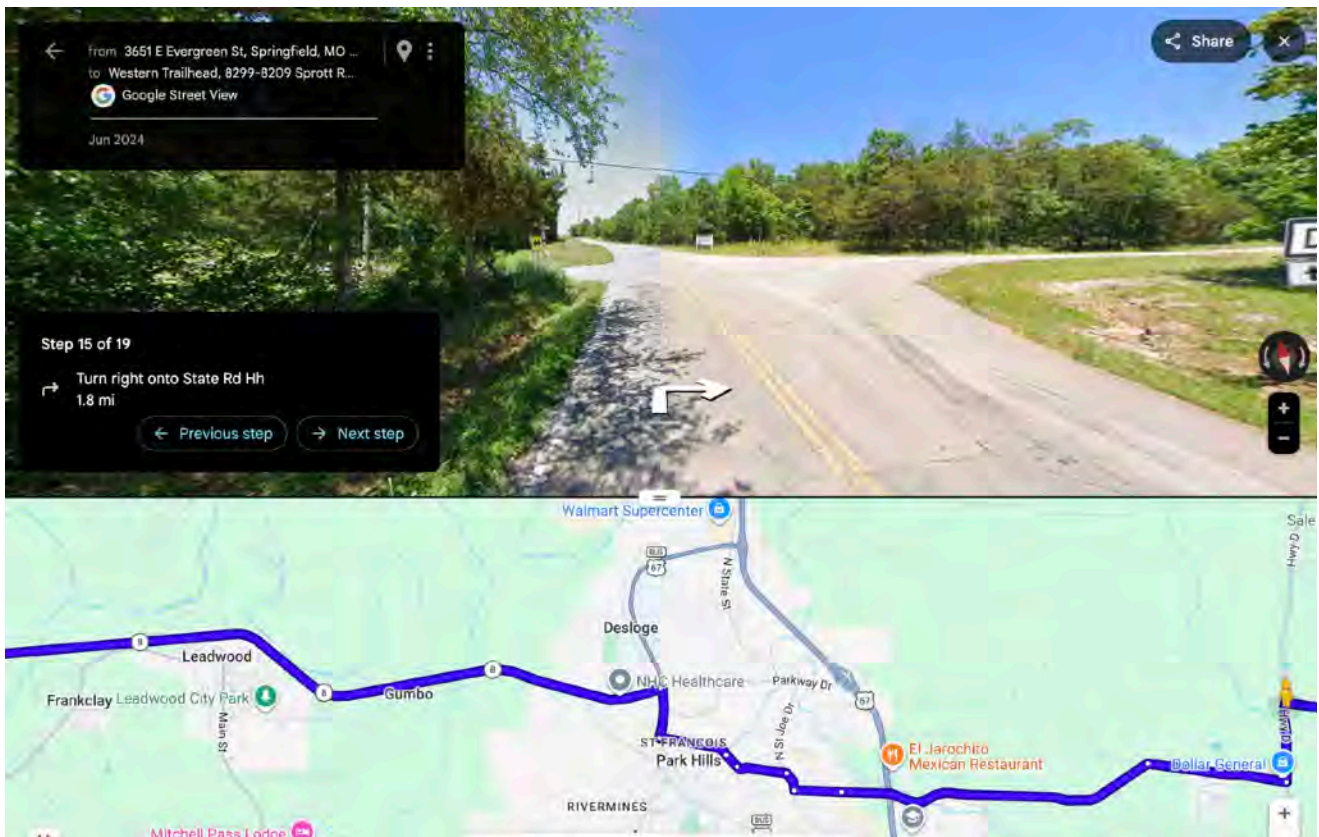 from 3651 E Evergreen St, Springfield, MO ...
to Western Trailhead, 8299-8209 Sprott R...
Google Street View
Jun 2024
Share
D
Step 15 of 19
Turn right onto State Rd Hh
1.8 mi
Previous step
Next step
Walmart Supercenter
Sale
BUS
67
Hwy D
N State St
Desloge
8
Leadwood
8
NHC Healthcare
Parkway Dr
Frankclay
Leadwood City Park
8
Gumbo
67
Main St
N St Joe Dr
Hwy D
ST FRANCOIS
Park Hills
El Jarochito
Mexican Restaurant
Dollar General
RIVERMINES
BUS
Mitchell Pass Lodge